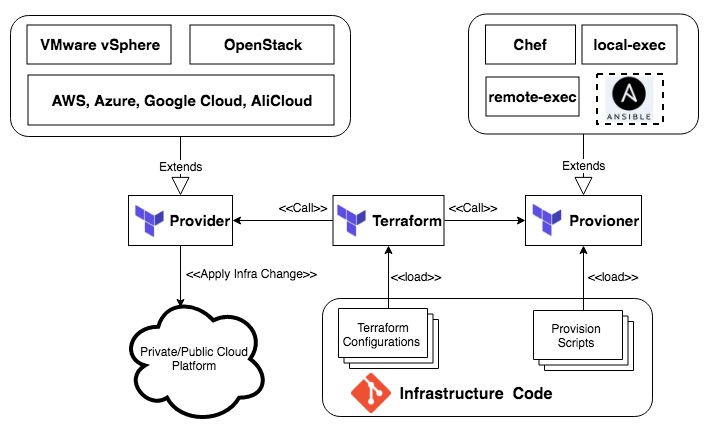 VMware vSphere
OpenStack
AWS, Azure, Google Cloud, AliCloud
Chef
local-exec
remote-exec
ANSIBLE
Extends
Extends
Provider
<<Call>>
Terraform
<<Call>>
Provioner
<<Apply Infra Change>>
<<load>>
<<load>>
Private/Public Cloud
Platform
Terraform
Configurations
Provision
Scripts
Infrastructure Code